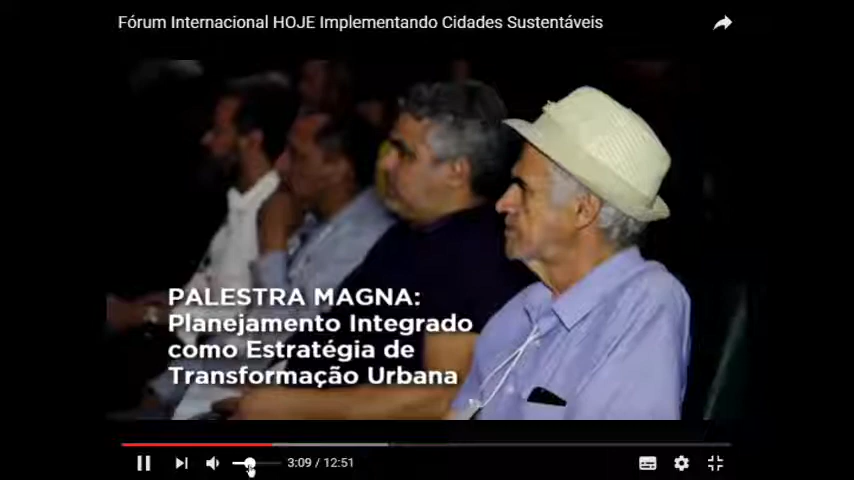 Fórum Internacional HOJE Implementando Cidades Sustentáveis
PALESTRA MAGNA:
Planejamento Integrado
como Estratégia de
Transformação Urbana
3:09 / 12:51